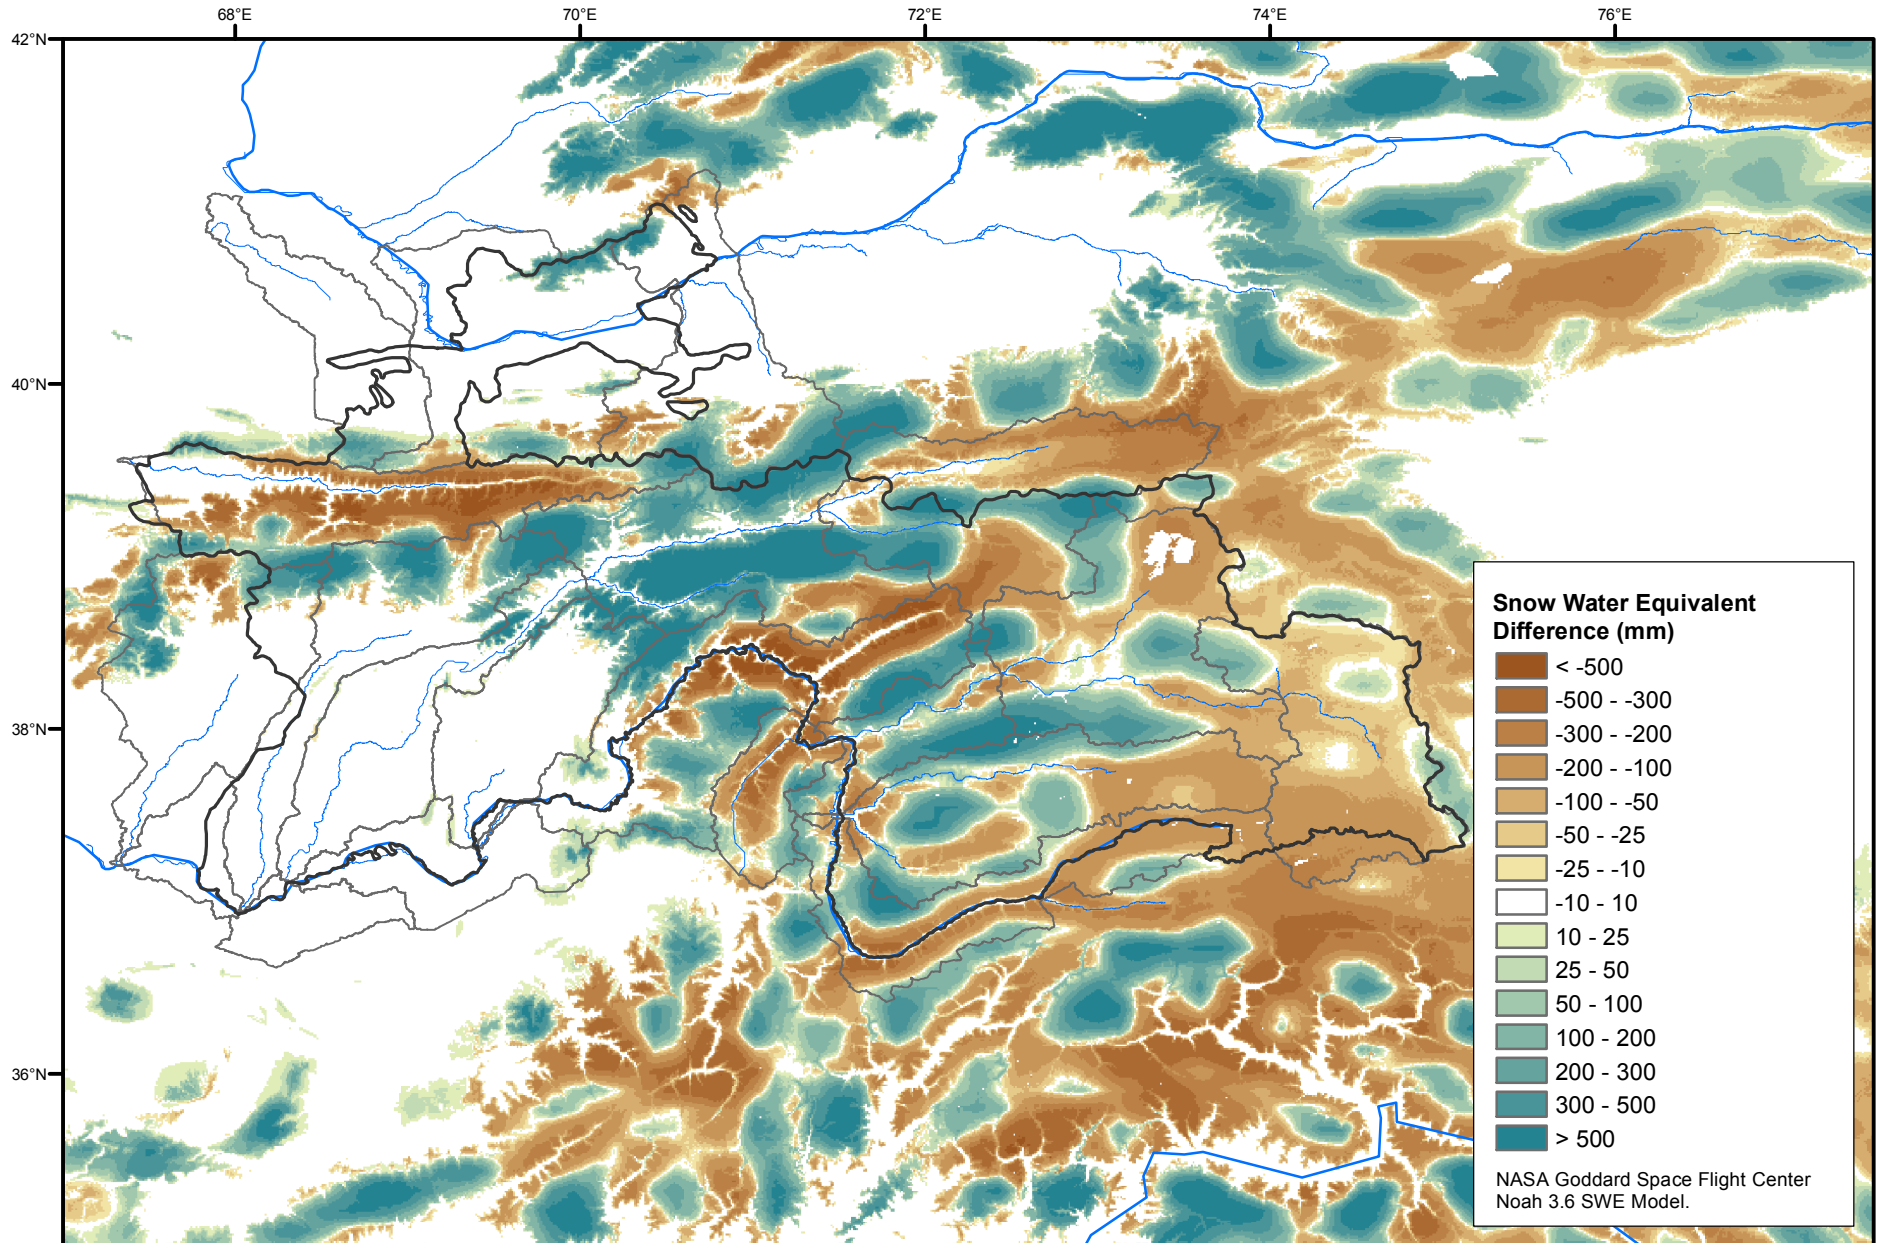 68°E 70°E 72°E 74°E 76°E
42°N
40°N
38°N
36°N
Snow Water Equivalent
Difference (mm)
< -500
-500 - -300
-300 - -200
-200 - -100
-100 - -50
-50 - -25
-25 - -10
-10 - 10
10 - 25
25 - 50
50 - 100
100 - 200
200 - 300
300 - 500
> 500
NASA Goddard Space Flight Center
Noah 3.6 SWE Model.